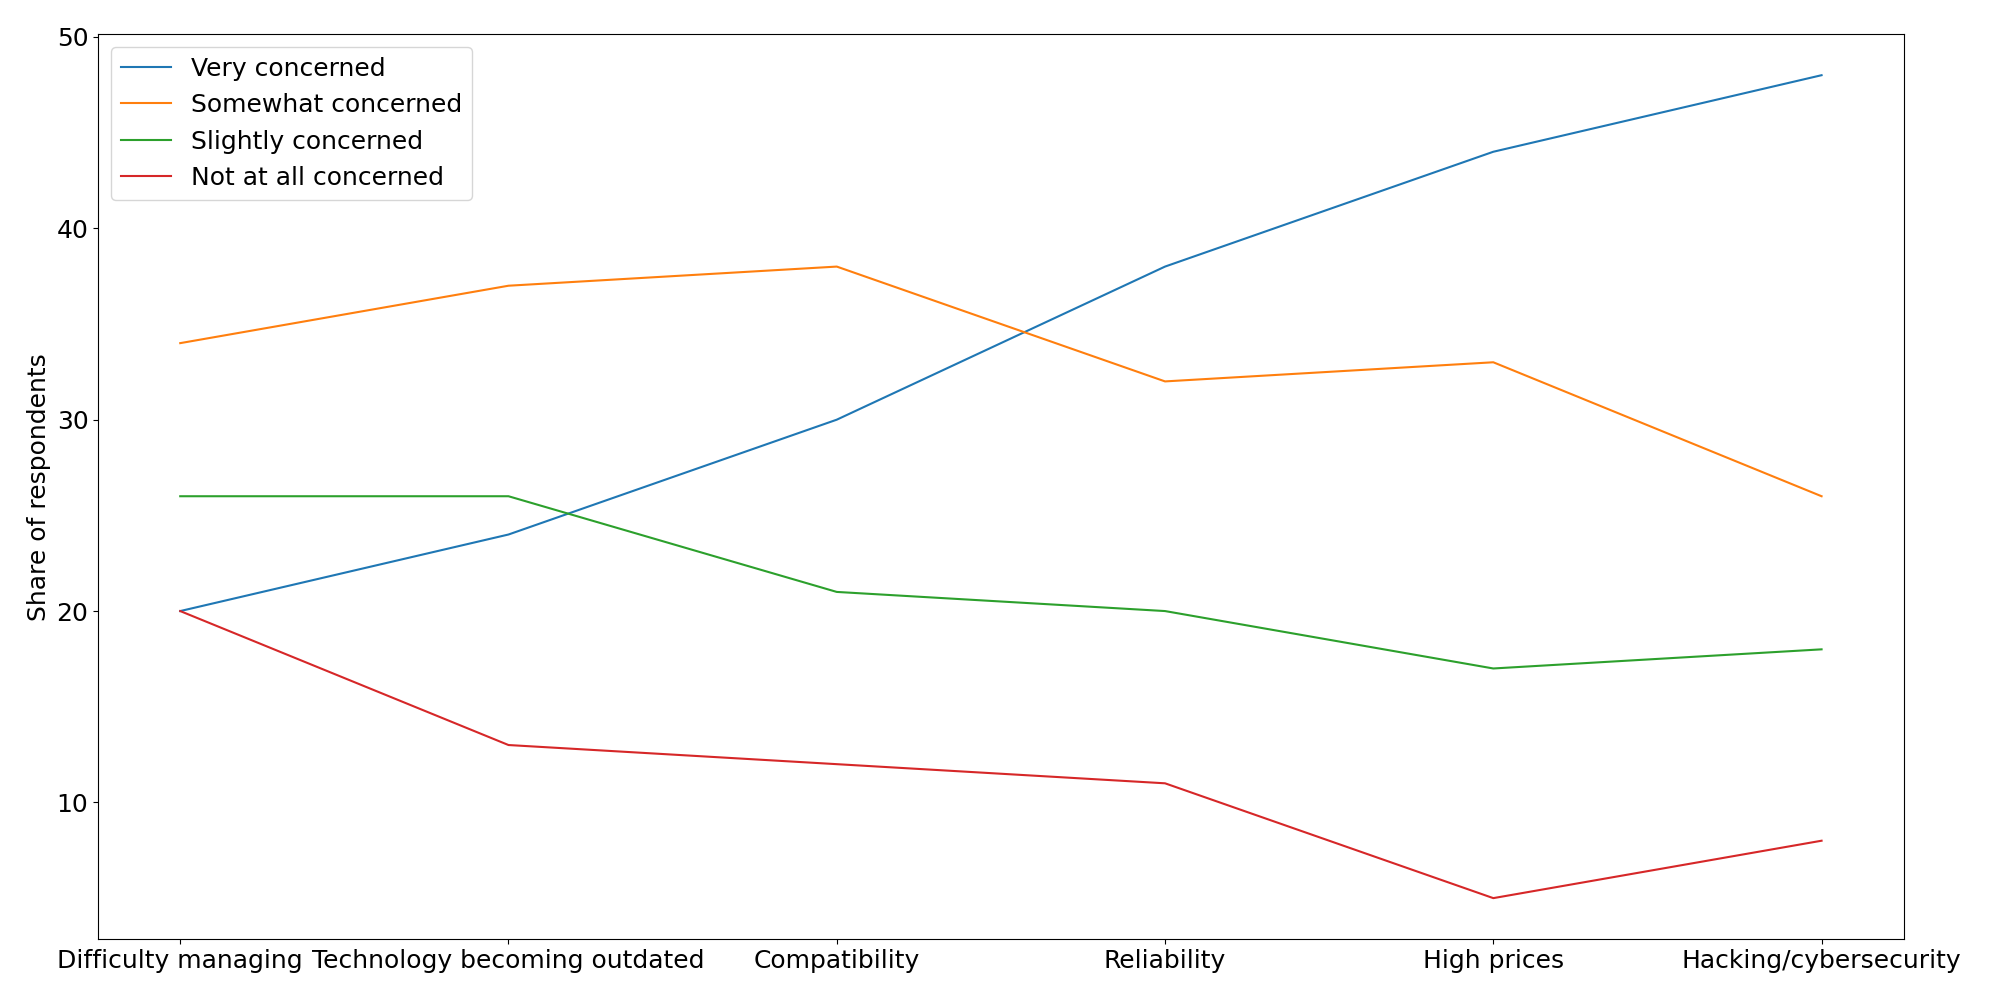 Very concerned
Somewhat concerned
Slightly concerned
Not at all concerned
Share of respondents
50
40
30
20
10
Difficulty managing Technology becoming outdated Compatibility Reliability High prices Hacking/cybersecurity